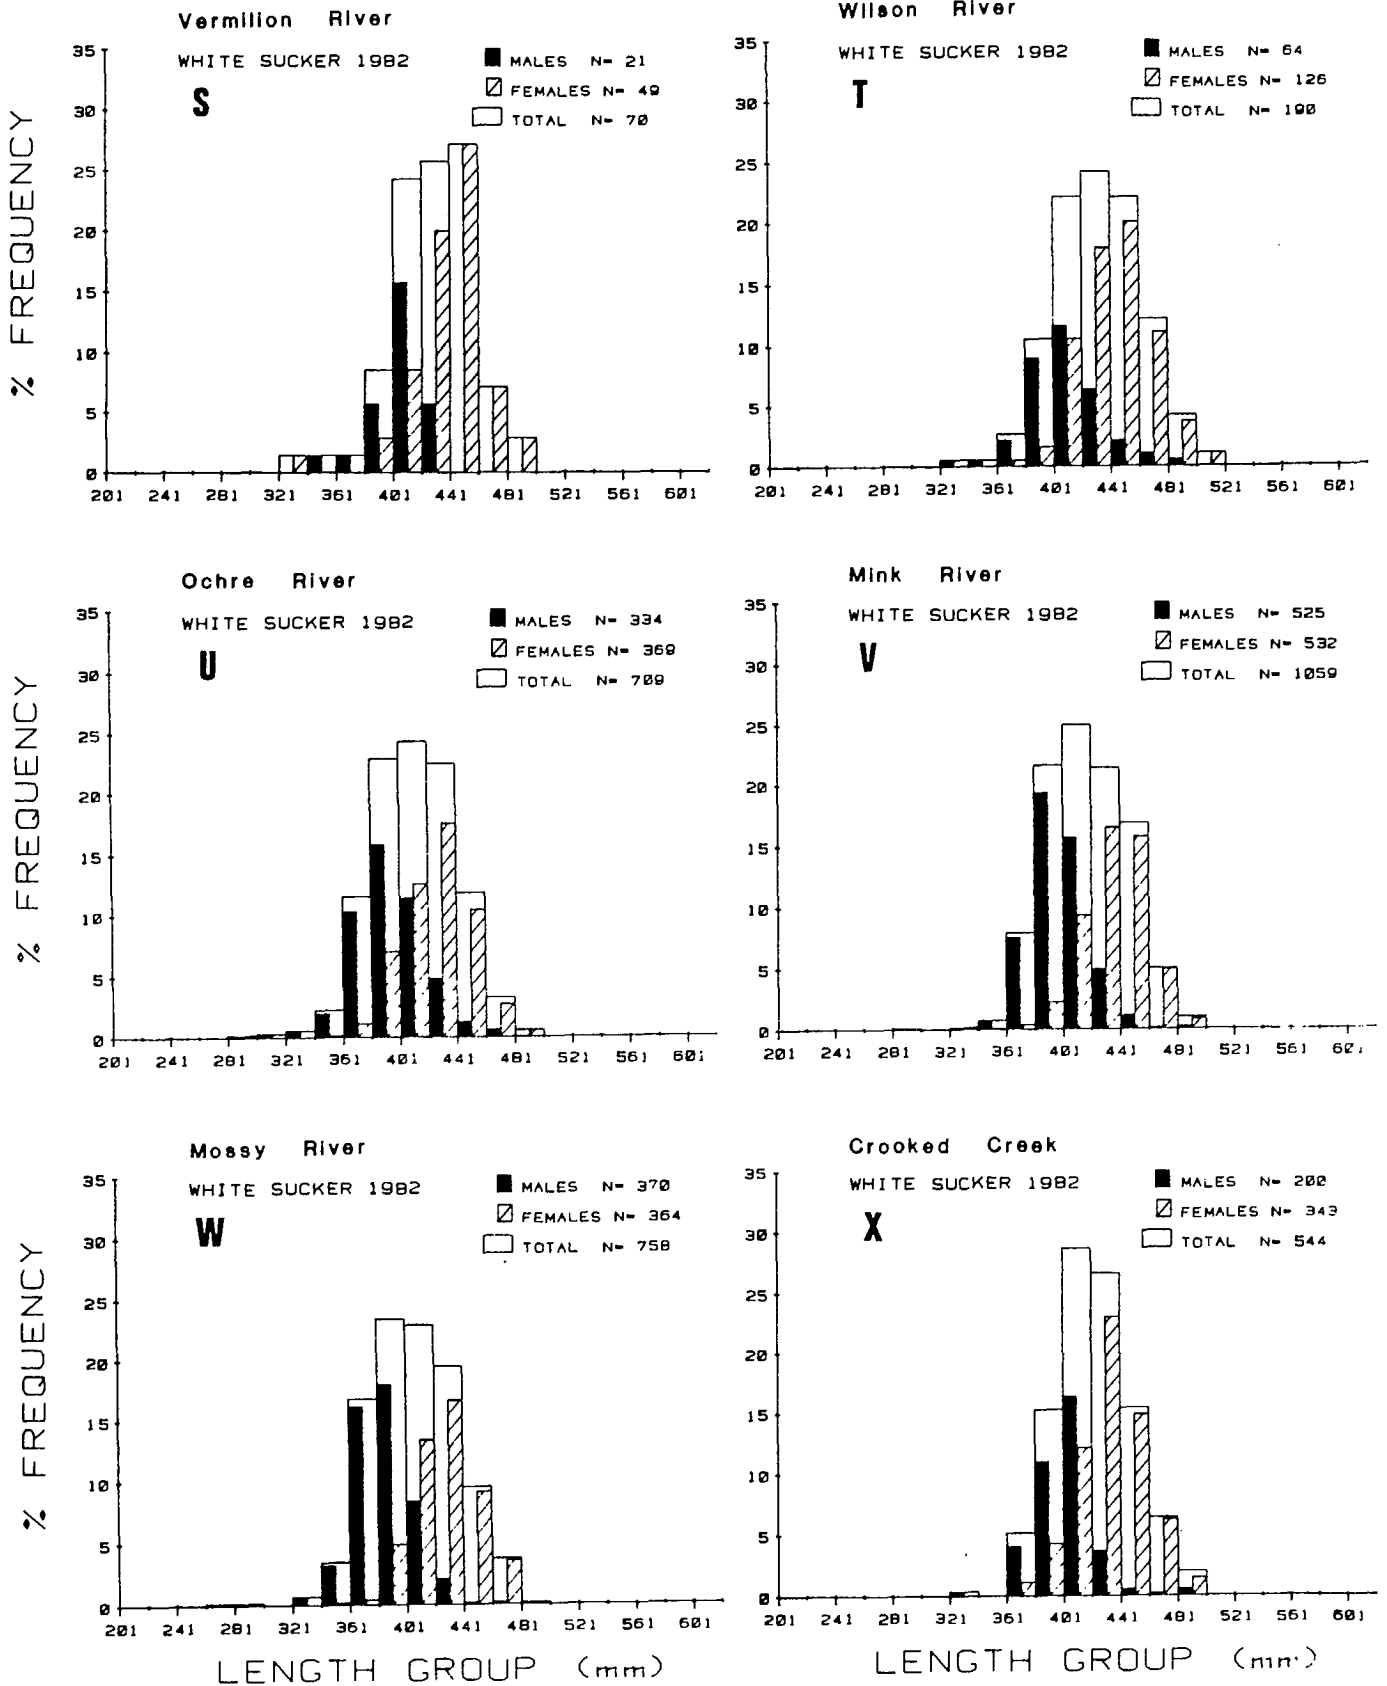 Vermilion River
WHITE SUCKER 1982
S
MALES N= 21
FEMALES N= 49
TOTAL N= 70
% FREQUENCY
35
30
25
20
15
10
5
0
201 241 281 321 361 401 441 481 521 561 601
Wilson River
WHITE SUCKER 1982
T
MALES N= 64
FEMALES N= 126
TOTAL N= 190
35
30
25
20
15
10
5
0
201 241 281 321 361 401 441 481 521 561 601
Ochre River
WHITE SUCKER 1982
U
MALES N= 334
FEMALES N= 369
TOTAL N= 709
% FREQUENCY
35
30
25
20
15
10
5
0
201 241 281 321 361 401 441 481 521 561 601
Mink River
WHITE SUCKER 1982
V
MALES N= 525
FEMALES N= 532
TOTAL N= 1059
35
30
25
20
15
10
5
0
201 241 281 321 361 401 441 481 521 561 601
Mossy River
WHITE SUCKER 1982
W
MALES N= 370
FEMALES N= 364
TOTAL N= 758
% FREQUENCY
35
30
25
20
15
10
5
0
201 241 281 321 361 401 441 481 521 561 601
LENGTH GROUP (mm)
Crooked Creek
WHITE SUCKER 1982
X
MALES N= 200
FEMALES N= 343
TOTAL N= 544
35
30
25
20
15
10
5
0
201 241 281 321 361 401 441 481 521 561 601
LENGTH GROUP (mm)